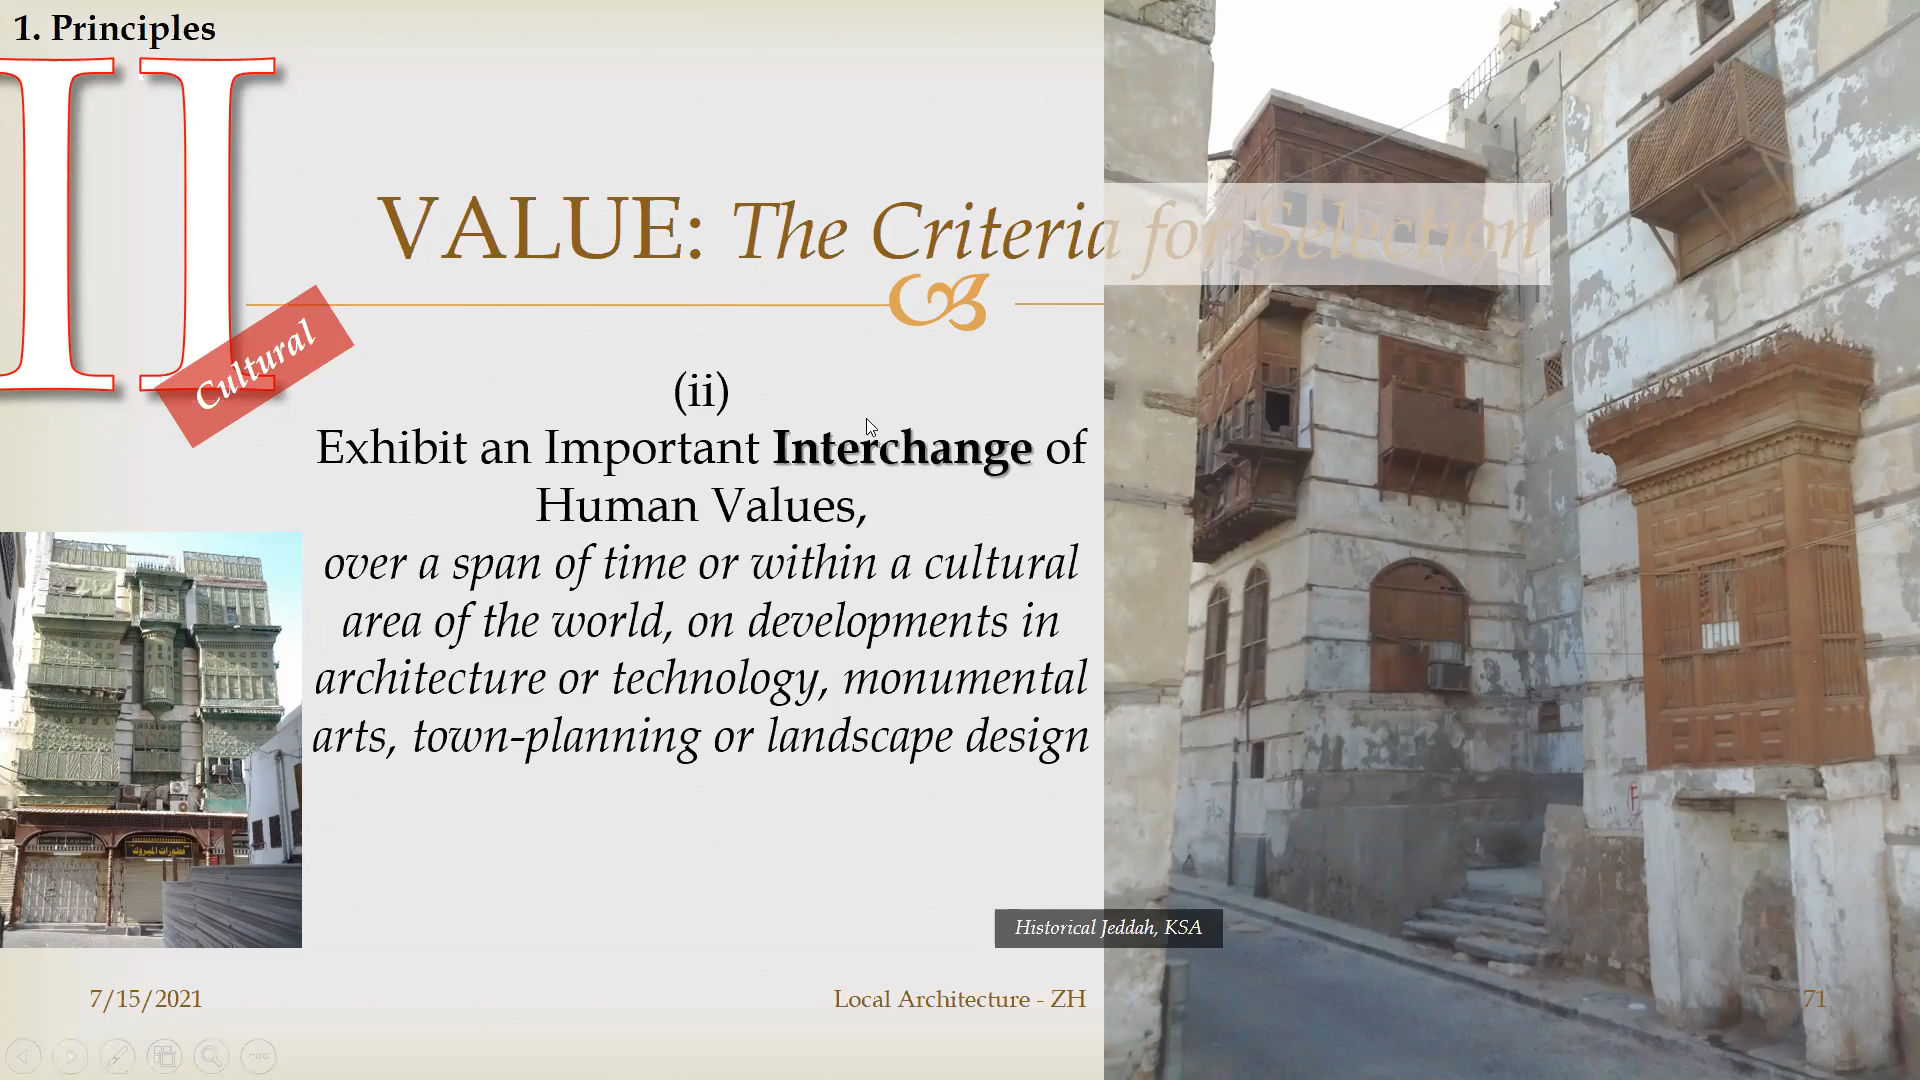 1. Principles
II
Cultural
VALUE: The Criteria for Selection
(ii)
Exhibit an Important Interchange of
Human Values,
over a span of time or within a cultural
area of the world, on developments in
architecture or technology, monumental
arts, town-planning or landscape design
Historical Jeddah, KSA
7/15/2021
Local Architecture - ZH
71